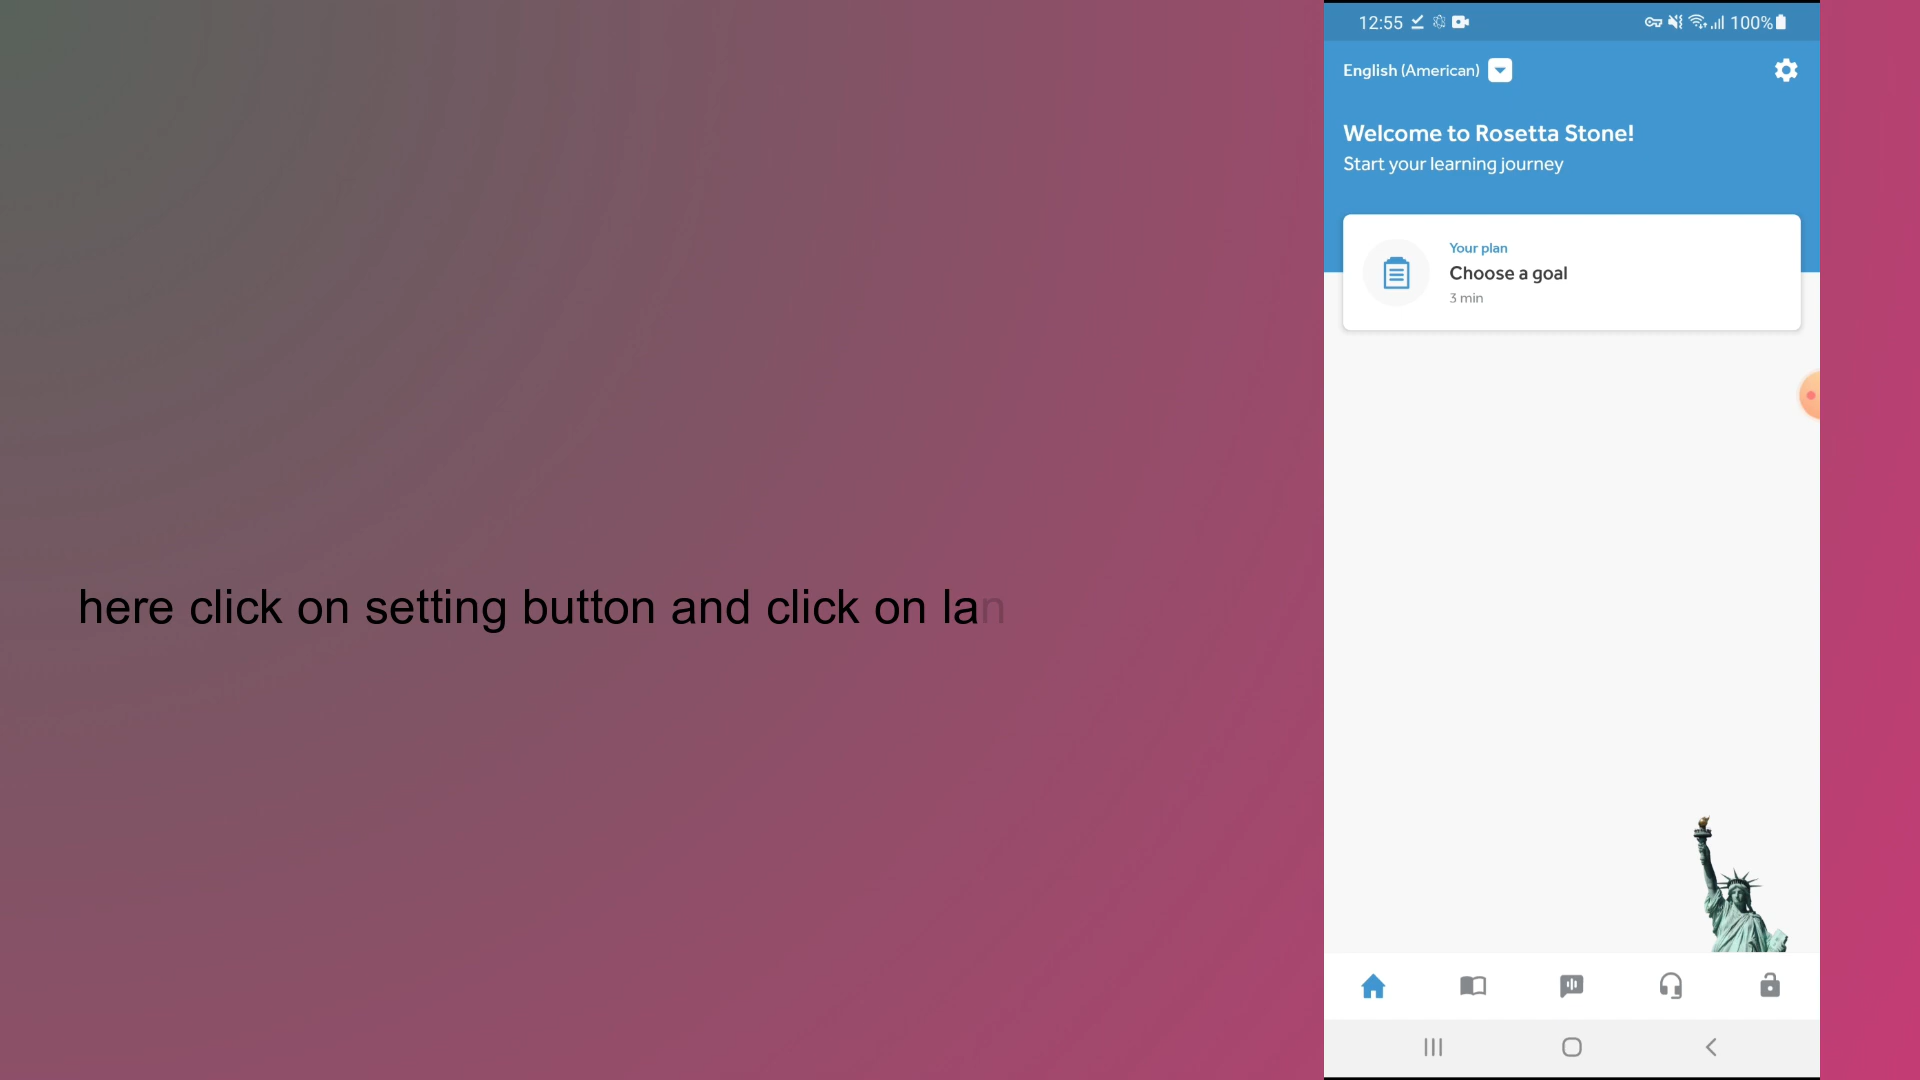 12:55
100%
English (American)
Welcome to Rosetta Stone!
Start your learning journey
Your plan
Choose a goal
3 min
here click on setting button and click on lan